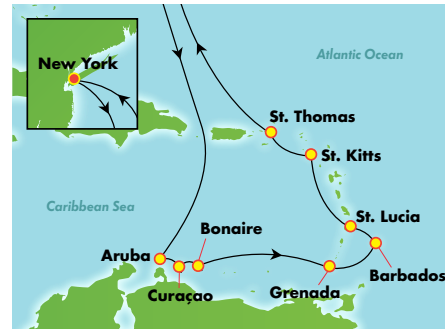 New York
Atlantic Ocean
St. Thomas
St. Kitts
Caribbean Sea
St. Lucia
Bonaire
Aruba
Barbados
Curaçao
Grenada